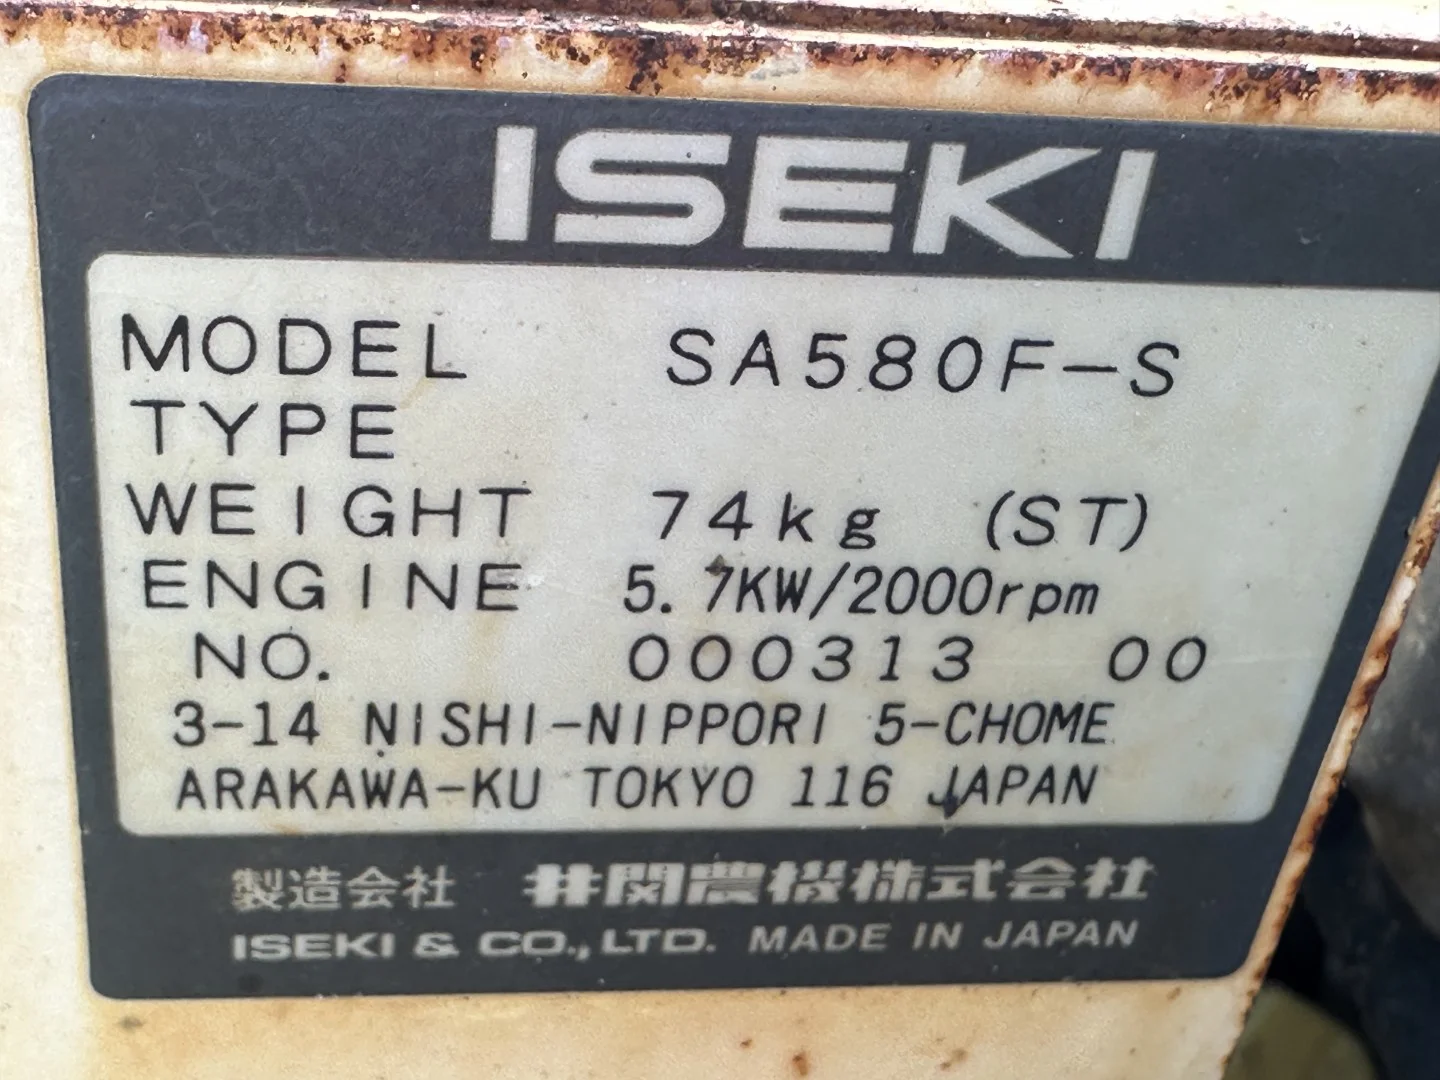 ISEKI
MODEL SA580F-S
TYPE
WEIGHT 74kg (ST)
ENGINE 5.7KW/2000rpm
NO. 000313 00
3-14 NISHI-NIPPORI 5-CHOME
ARAKAWA-KU TOKYO 116 JAPAN
製造会社 井関農機株式会社
ISEKI & CO., LTD. MADE IN JAPAN